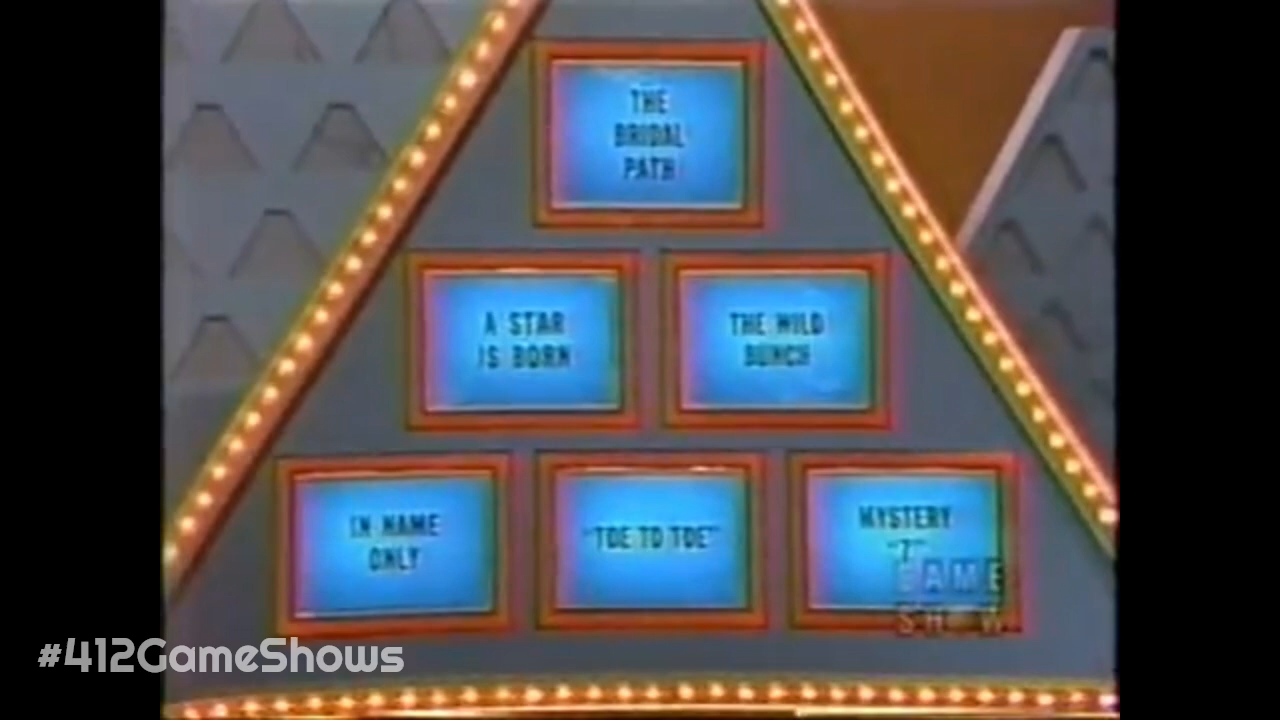 THE
BRIDAL
PATH
A STAR
IS BORN
THE WILD
BUNCH
IN NAME
ONLY
"TOE TO TOE"
MYSTERY
"7"
GAME
SHOW
#412GameShows